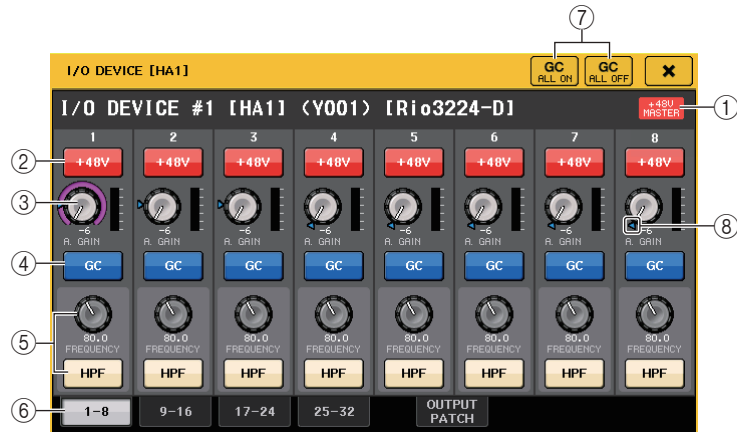 ⑦
I/O DEVICE [HA1]
GC ALL ON
GC ALL OFF
×
I/O DEVICE #1 [HA1] (Y001) [Rio3224-D]
+48V MASTER
①
1 2 3 4 5 6 7 8
② +48V +48V +48V +48V +48V +48V +48V +48V
③ -6 -6 -6 -6 -6 -6 -6 -6 ⑧
A. GAIN A. GAIN A. GAIN A. GAIN A. GAIN A. GAIN A. GAIN A. GAIN
④ GC GC GC GC GC GC GC GC
⑤ 80.0 80.0 80.0 80.0 80.0 80.0 80.0 80.0
FREQUENCY FREQUENCY FREQUENCY FREQUENCY FREQUENCY FREQUENCY FREQUENCY FREQUENCY
HPF HPF HPF HPF HPF HPF HPF HPF
⑥ 1-8 9-16 17-24 25-32 OUTPUT PATCH